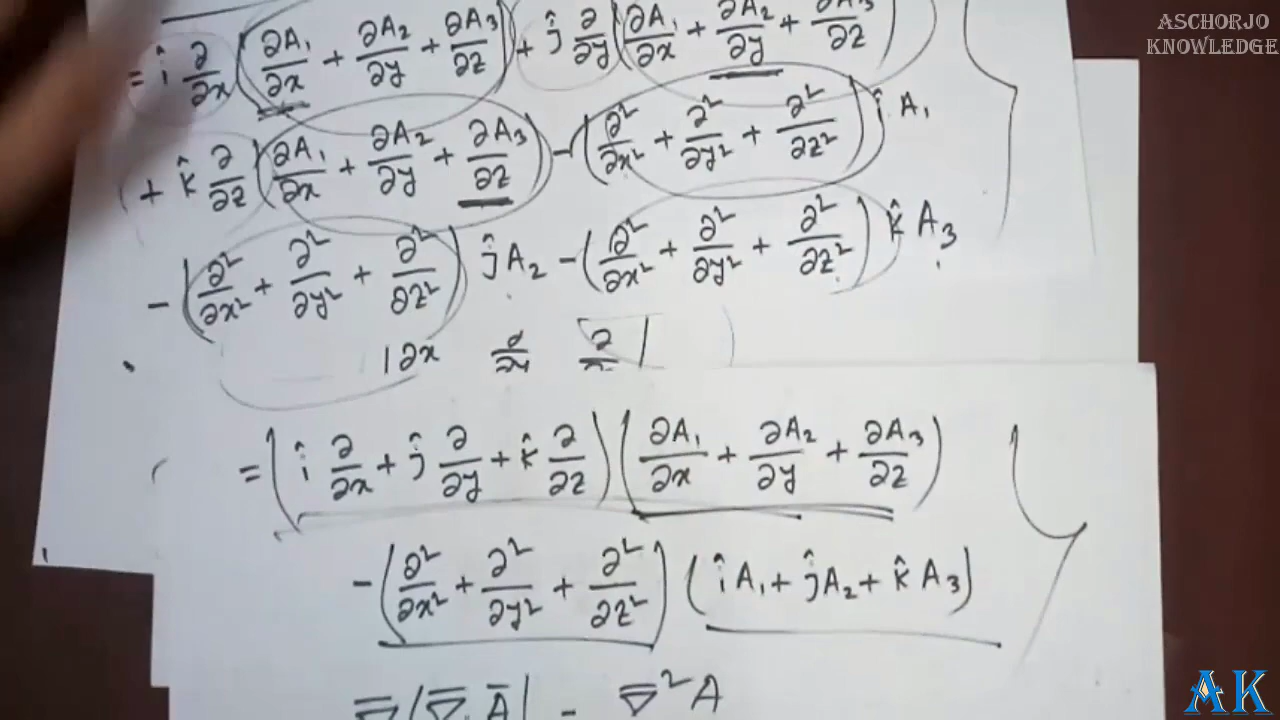 ASCHORJO
KNOWLEDGE
= î ∂/∂x (∂A₁/∂x + ∂A₂/∂y + ∂A₃/∂z) + ĵ ∂/∂y (∂A₁/∂x + ∂A₂/∂y + ∂A₃/∂z)
+ k̂ ∂/∂z (∂A₁/∂x + ∂A₂/∂y + ∂A₃/∂z) - (∂²/∂x² + ∂²/∂y² + ∂²/∂z²) î A₁
- (∂²/∂x² + ∂²/∂y² + ∂²/∂z²) ĵA₂ - (∂²/∂x² + ∂²/∂y² + ∂²/∂z²) k̂ A₃
= (î ∂/∂x + ĵ ∂/∂y + k̂ ∂/∂z) (∂A₁/∂x + ∂A₂/∂y + ∂A₃/∂z)
- (∂²/∂x² + ∂²/∂y² + ∂²/∂z²) (îA₁ + ĵA₂ + k̂A₃)
∇̄(∇̄.Ā) - ∇̄²A
AK